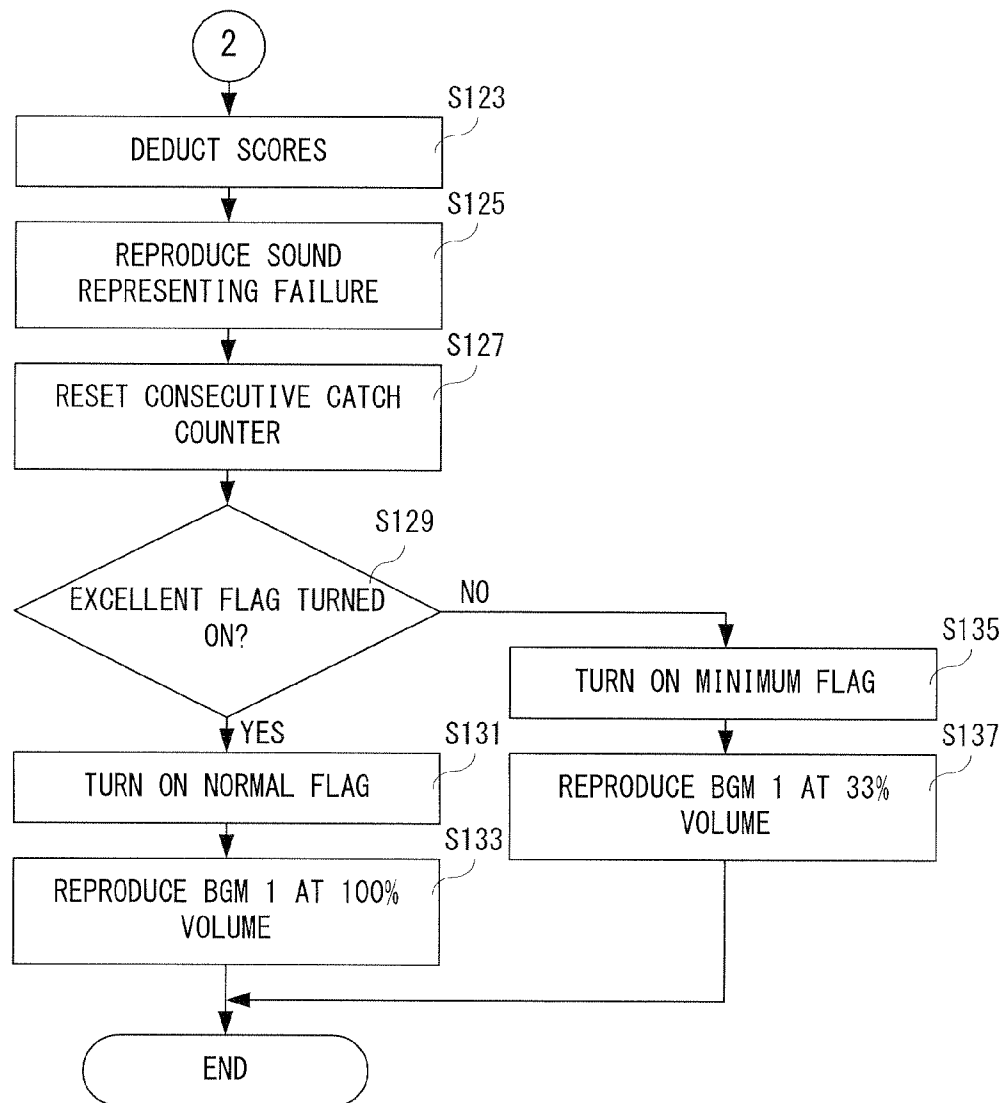 2
S123
DEDUCT SCORES
S125
REPRODUCE SOUND
REPRESENTING FAILURE
S127
RESET CONSECUTIVE CATCH
COUNTER
S129
EXCELLENT FLAG TURNED
ON?
NO
YES
S131
TURN ON NORMAL FLAG
S133
REPRODUCE BGM 1 AT 100%
VOLUME
S135
TURN ON MINIMUM FLAG
S137
REPRODUCE BGM 1 AT 33%
VOLUME
END